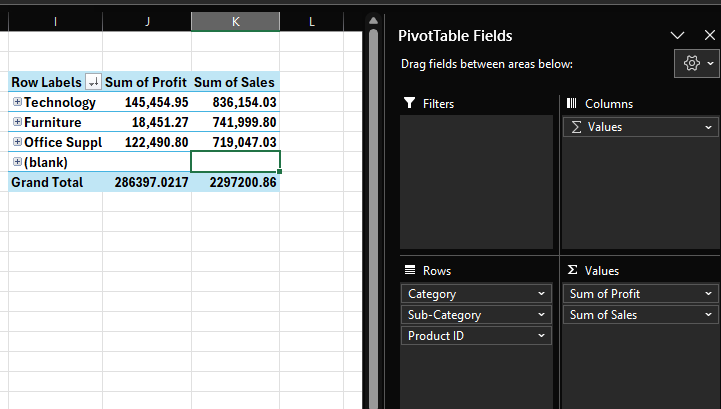 I J K L
Row Labels Sum of Profit Sum of Sales
Technology 145,454.95 836,154.03
Furniture 18,451.27 741,999.80
Office Suppl 122,490.80 719,047.03
(blank)
Grand Total 286397.0217 2297200.86
PivotTable Fields
Drag fields between areas below:
Filters
Columns
Σ Values
Rows
Category
Sub-Category
Product ID
Σ Values
Sum of Profit
Sum of Sales